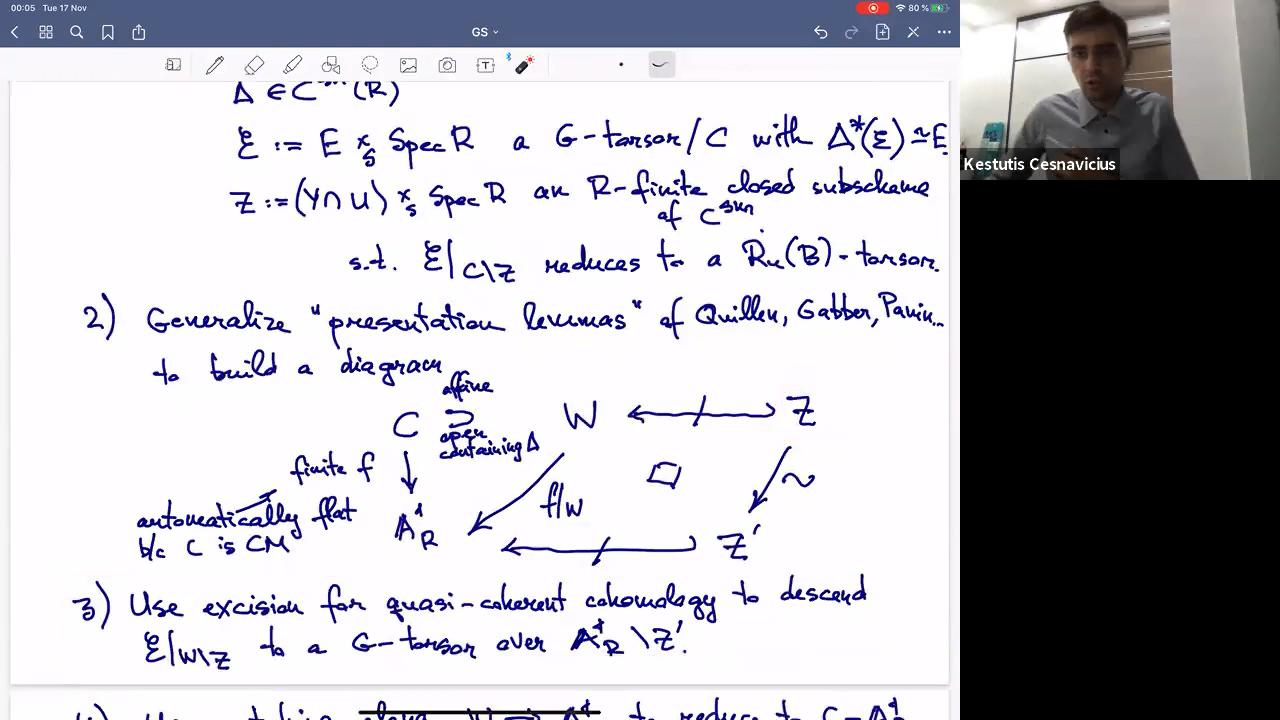 00:05 Tue 17 Nov
80 %
GS
Δ ∈ C^sm(R)
ℰ := E ×_S Spec R a G-torsor/C with Δ*(ℰ) ≃ E.
Z := (Y∩U) ×_S Spec R an R-finite closed subscheme
of C^sm
s.t. ℰ|_{C\Z} reduces to a R_u(B)-torsor.
2) Generalize "presentation lemmas" of Quillen, Gabber, Panin...
to build a diagram
affine
C ⊃ W Z
open
containing Δ
finite f
f|_W
□
∼
automatically flat
b/c C is CM
𝔸¹_R
Z'
3) Use excision for quasi-coherent cohomology to descend
ℰ|_{W\Z} to a G-torsor over 𝔸¹_R \ Z'.
Kestutis Cesnavicius